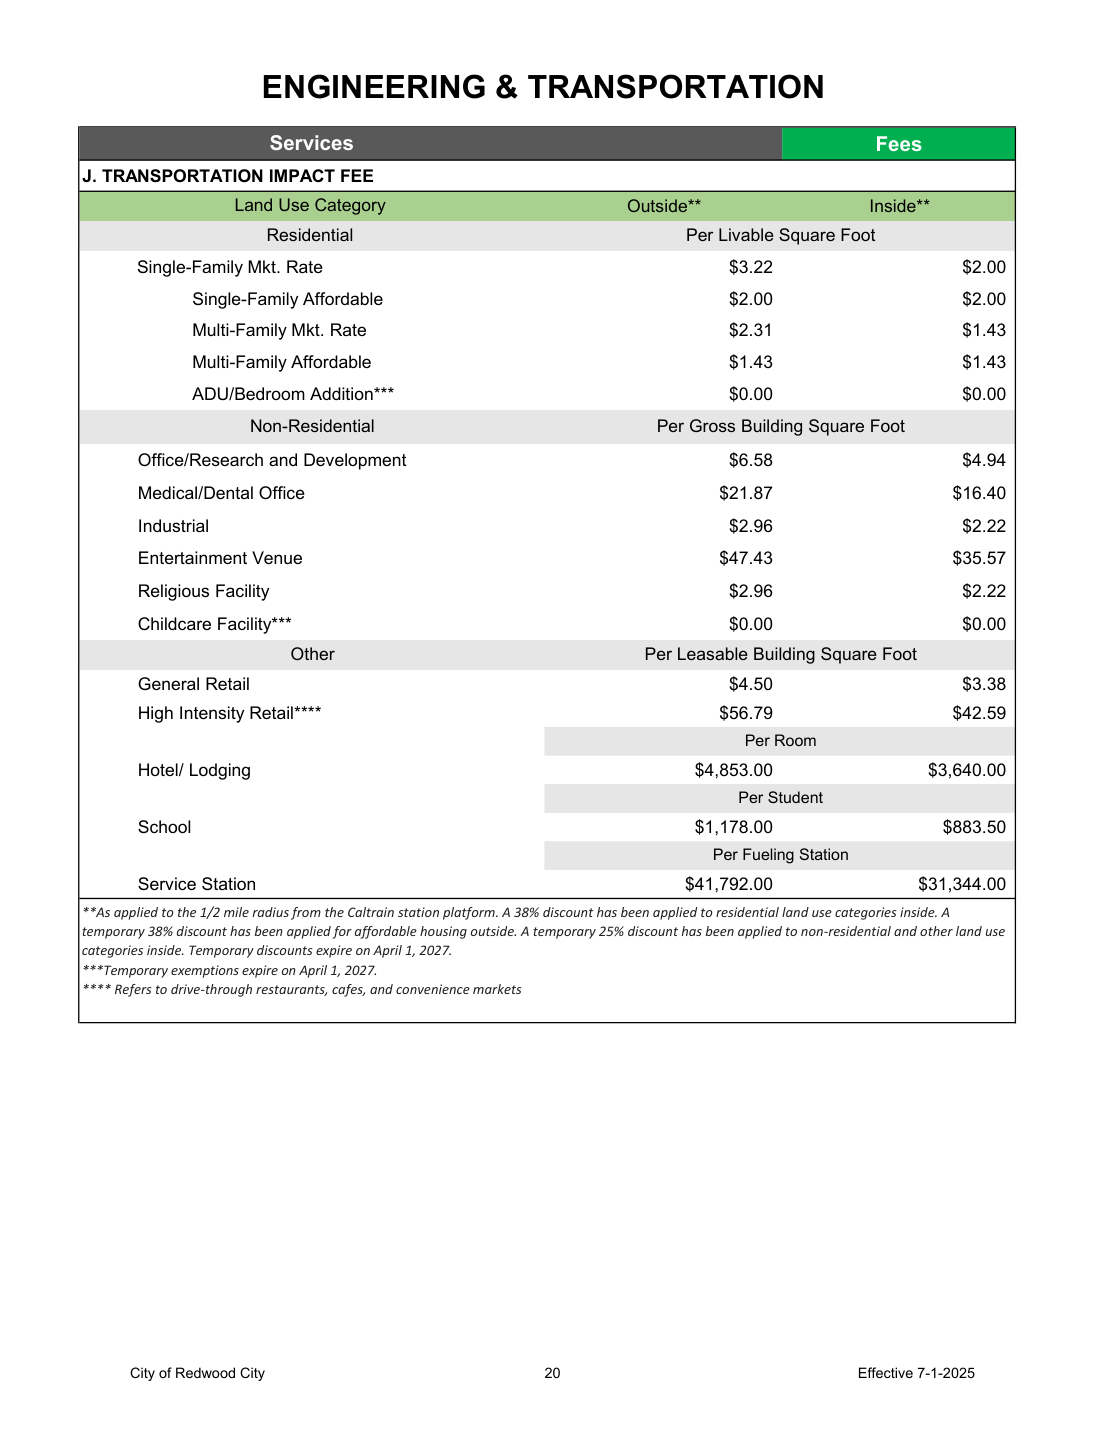 ENGINEERING & TRANSPORTATION
Services Fees
J. TRANSPORTATION IMPACT FEE
Land Use Category Outside** Inside**
Residential Per Livable Square Foot
Single-Family Mkt. Rate $3.22 $2.00
Single-Family Affordable $2.00 $2.00
Multi-Family Mkt. Rate $2.31 $1.43
Multi-Family Affordable $1.43 $1.43
ADU/Bedroom Addition*** $0.00 $0.00
Non-Residential Per Gross Building Square Foot
Office/Research and Development $6.58 $4.94
Medical/Dental Office $21.87 $16.40
Industrial $2.96 $2.22
Entertainment Venue $47.43 $35.57
Religious Facility $2.96 $2.22
Childcare Facility*** $0.00 $0.00
Other Per Leasable Building Square Foot
General Retail $4.50 $3.38
High Intensity Retail**** $56.79 $42.59
Per Room
Hotel/ Lodging $4,853.00 $3,640.00
Per Student
School $1,178.00 $883.50
Per Fueling Station
Service Station $41,792.00 $31,344.00
**As applied to the 1/2 mile radius from the Caltrain station platform. A 38% discount has been applied to residential land use categories inside. A
temporary 38% discount has been applied for affordable housing outside. A temporary 25% discount has been applied to non-residential and other land use
categories inside. Temporary discounts expire on April 1, 2027.
***Temporary exemptions expire on April 1, 2027.
**** Refers to drive-through restaurants, cafes, and convenience markets
City of Redwood City 20 Effective 7-1-2025